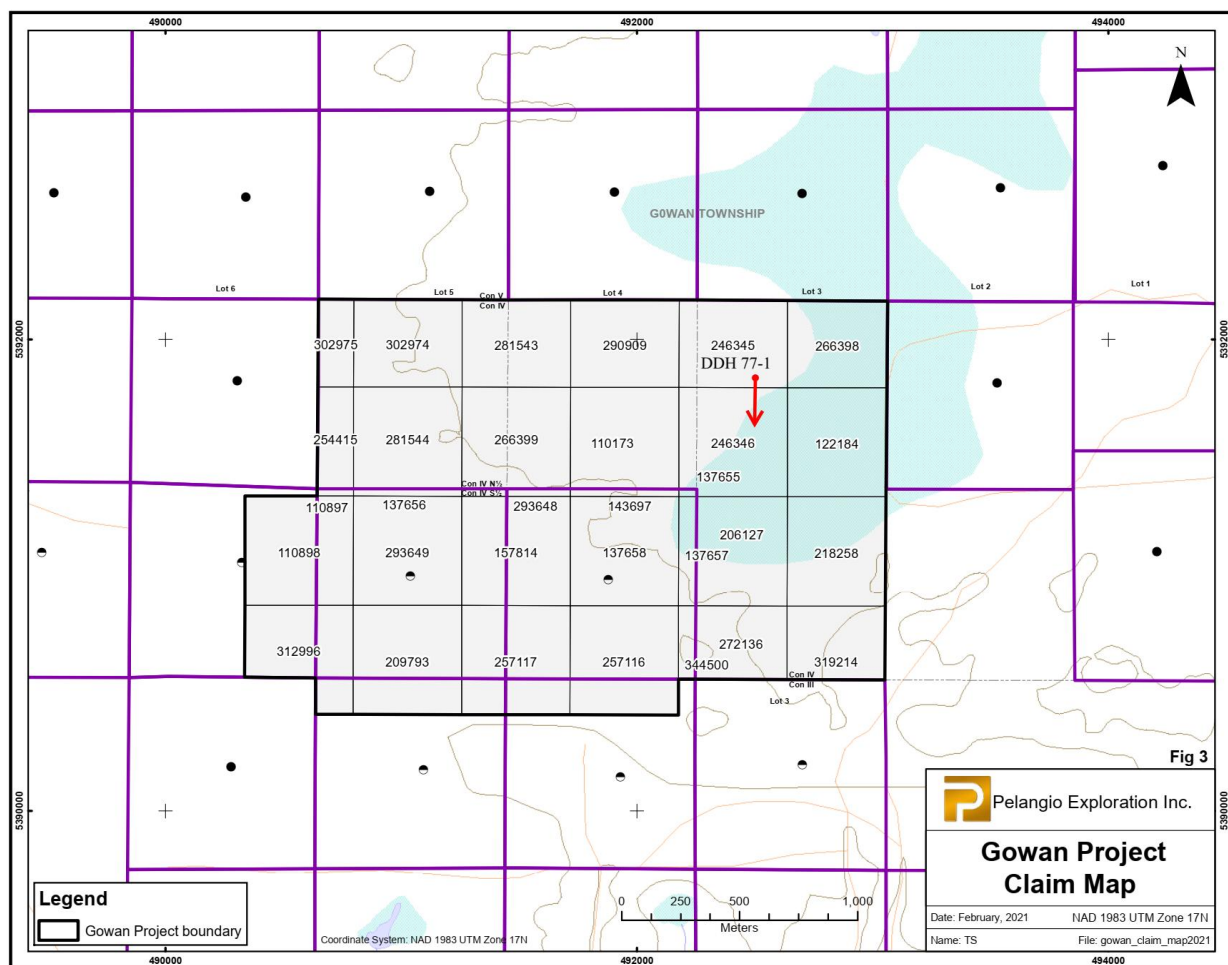 490000
492000
494000
N
G0WAN TOWNSHIP
Lot 6
Lot 5
Con V
Lot 4
Lot 3
Lot 2
Lot 1
Con IV
5392000
5392000
302975
302974
281543
290909
246345
266398
DDH 77-1
254415
281544
266399
110173
246346
122184
137655
Con IV N½
Con IV S½
110897
137656
293648
143697
206127
110898
293649
157814
137658
137657
218258
312996
209793
257117
257116
344500
272136
319214
Con IV
Con III
Lot 3
Fig 3
5390000
5390000
Pelangio Exploration Inc.
Gowan Project
Claim Map
Date: February, 2021
NAD 1983 UTM Zone 17N
Name: TS
File: gowan_claim_map2021
Legend
Gowan Project boundary
Coordinate System: NAD 1983 UTM Zone 17N
0
250
500
1,000
Meters
490000
492000
494000